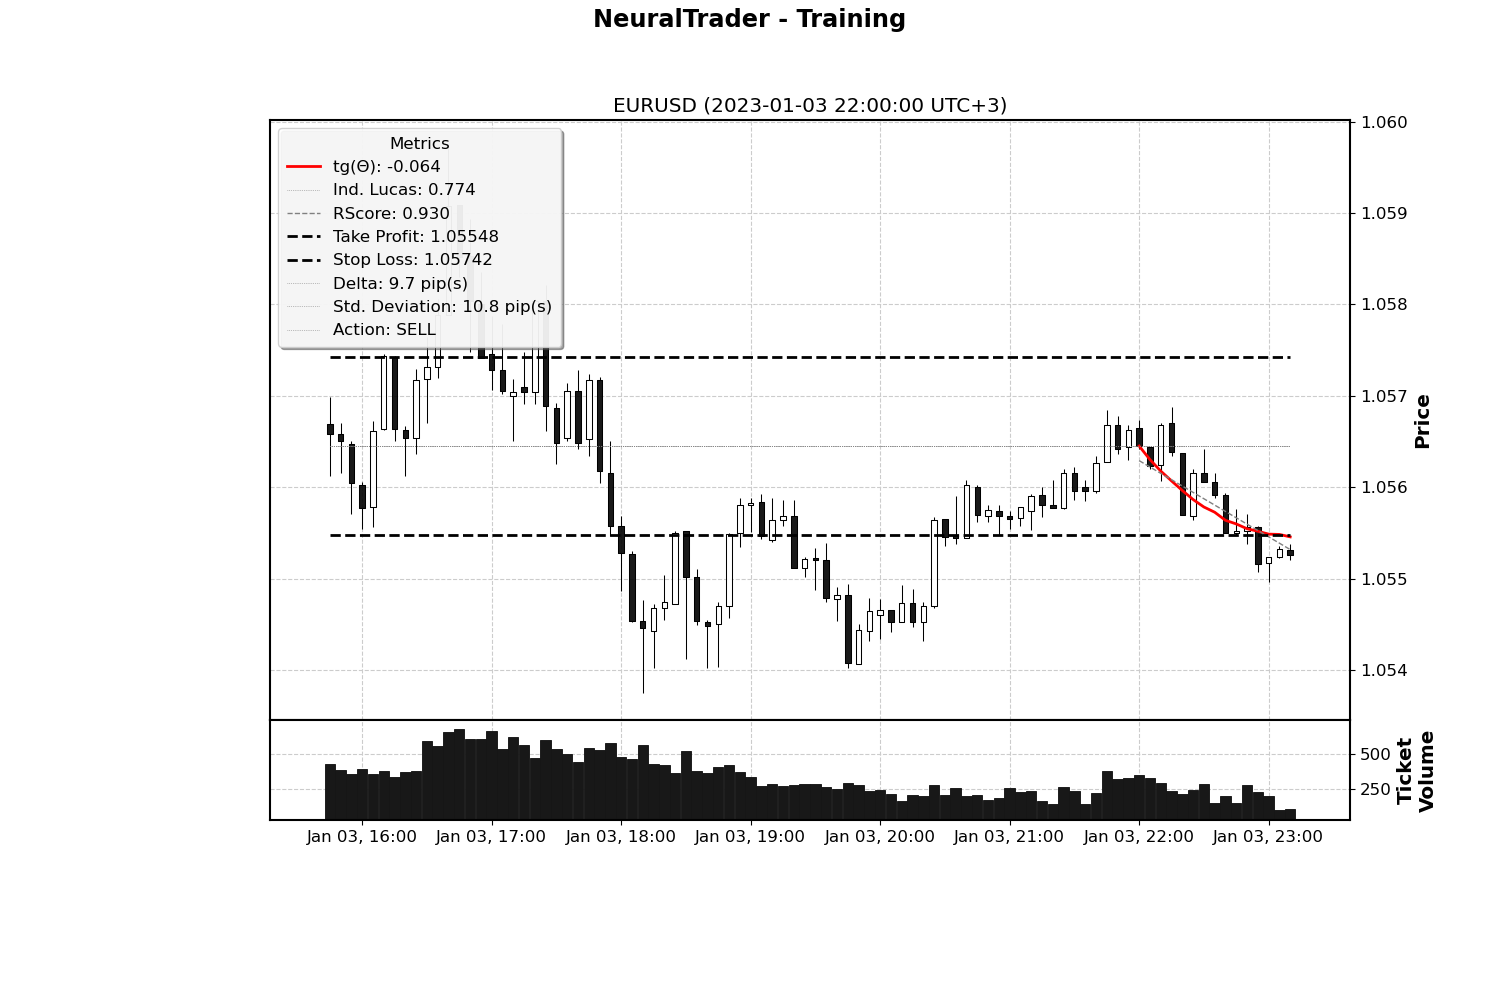 NeuralTrader - Training
EURUSD (2023-01-03 22:00:00 UTC+3)
Metrics
tg(Θ): -0.064
Ind. Lucas: 0.774
RScore: 0.930
Take Profit: 1.05548
Stop Loss: 1.05742
Delta: 9.7 pip(s)
Std. Deviation: 10.8 pip(s)
Action: SELL
1.060
1.059
1.058
1.057
1.056
1.055
1.054
Price
500
250
Ticket
Volume
Jan 03, 16:00
Jan 03, 17:00
Jan 03, 18:00
Jan 03, 19:00
Jan 03, 20:00
Jan 03, 21:00
Jan 03, 22:00
Jan 03, 23:00